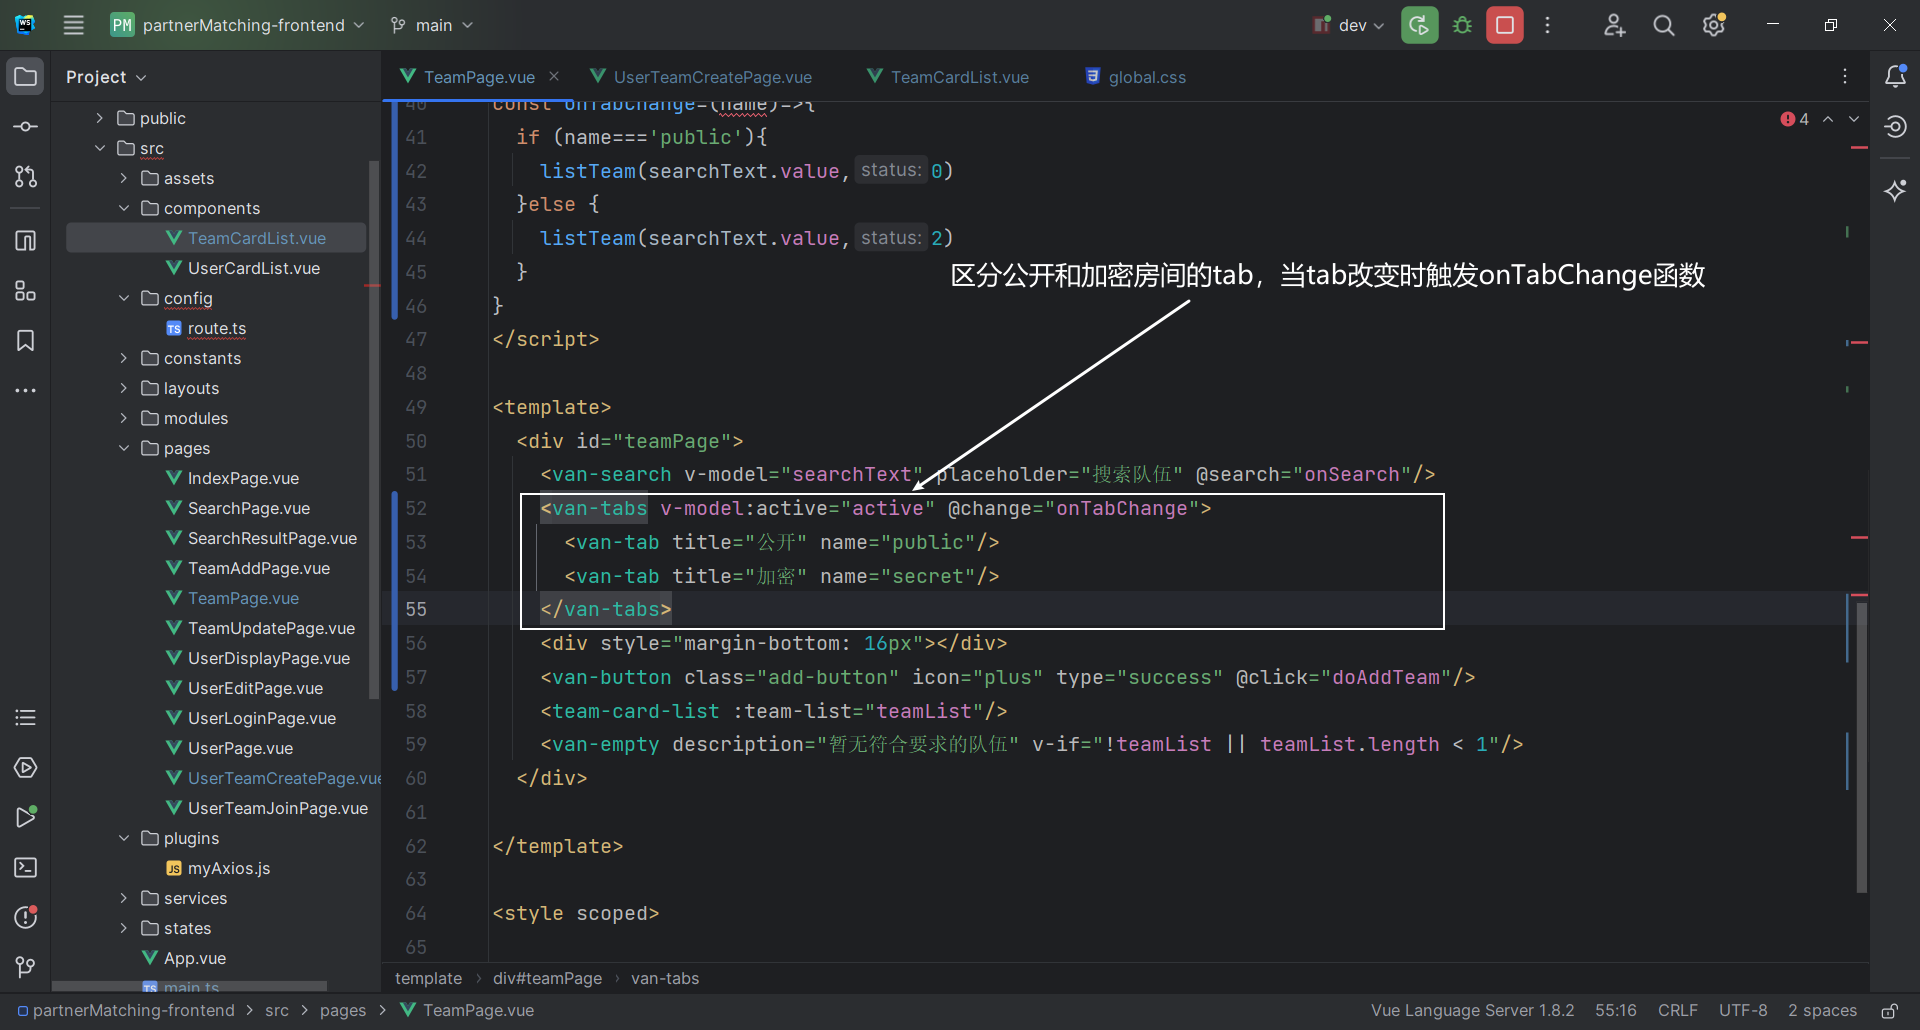 PM partnerMatching-frontend main dev
Project
TeamPage.vue UserTeamCreatePage.vue TeamCardList.vue global.css
public
src
assets
components
TeamCardList.vue
UserCardList.vue
config
route.ts
constants
layouts
modules
pages
IndexPage.vue
SearchPage.vue
SearchResultPage.vue
TeamAddPage.vue
TeamPage.vue
TeamUpdatePage.vue
UserDisplayPage.vue
UserEditPage.vue
UserLoginPage.vue
UserPage.vue
UserTeamCreatePage.vue
UserTeamJoinPage.vue
plugins
myAxios.js
services
states
App.vue
main.ts
4
40 const onTabChange=(name)=>{
41 if (name==='public'){
42 listTeam(searchText.value, status: 0)
43 }else {
44 listTeam(searchText.value, status: 2)
45 }
46 }
47 </script>
48
49 <template>
50 <div id="teamPage">
51 <van-search v-model="searchText" placeholder="搜索队伍" @search="onSearch"/>
52 <van-tabs v-model:active="active" @change="onTabChange">
53 <van-tab title="公开" name="public"/>
54 <van-tab title="加密" name="secret"/>
55 </van-tabs>
56 <div style="margin-bottom: 16px"></div>
57 <van-button class="add-button" icon="plus" type="success" @click="doAddTeam"/>
58 <team-card-list :team-list="teamList"/>
59 <van-empty description="暂无符合要求的队伍" v-if="!teamList || teamList.length < 1"/>
60 </div>
61
62 </template>
63
64 <style scoped>
65
区分公开和加密房间的tab，当tab改变时触发onTabChange函数
template › div#teamPage › van-tabs
partnerMatching-frontend > src > pages > TeamPage.vue
Vue Language Server 1.8.2 55:16 CRLF UTF-8 2 spaces